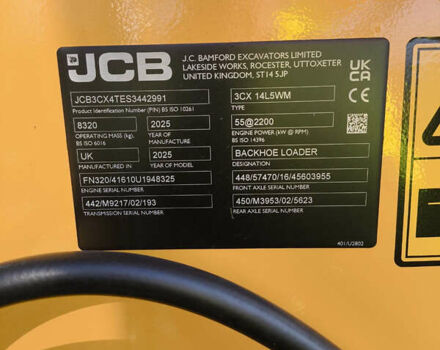 JCB
J.C. BAMFORD EXCAVATORS LIMITED
LAKESIDE WORKS, ROCESTER, UTTOXETER
UNITED KINGDOM, ST14 5JP
UK
CA
JCB3CX4TES3442991
Product Identification Number (PIN) BS ISO 10261
8320
OPERATING MASS (kg).
BS ISO 6016
2025
YEAR OF
MANUFACTURE
UK
MANUFACTURED IN
2025
YEAR OF MODEL
FN320/41610U1948325
ENGINE SERIAL NUMBER
442/M9217/02/193
TRANSMISSION SERIAL NUMBER
3CX 14L5WM
CE
55@2200
ENGINE POWER (kW @ RPM)
BS ISO 14396
BACKHOE LOADER
DESIGNATION
448/57470/16/45603955
FRONT AXLE SERIAL NUMBER
450/M3953/02/5623
REAR AXLE SERIAL NUMBER
401/U2802